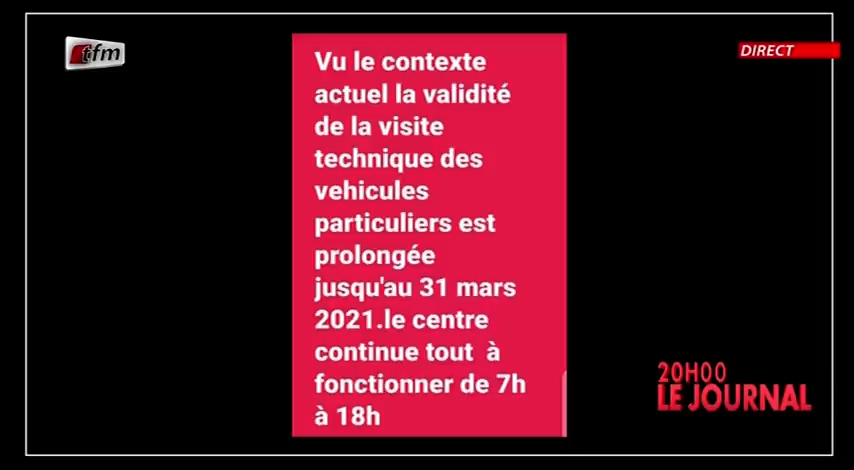 tfm
DIRECT
Vu le contexte
actuel la validité
de la visite
technique des
vehicules
particuliers est
prolongée
jusqu'au 31 mars
2021.le centre
continue tout  à
fonctionner de 7h
à 18h
20H00
LE JOURNAL